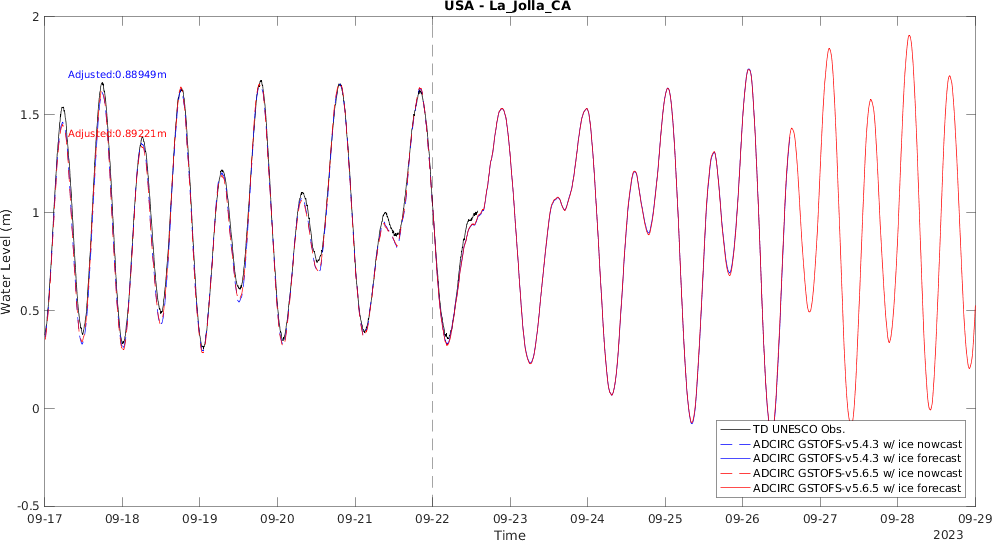 USA - La_Jolla_CA
2
1.5
1
0.5
0
-0.5
Water Level (m)
Adjusted:0.88949m
Adjusted:0.89221m
TD UNESCO Obs.
ADCIRC GSTOFS-v5.4.3 w/ ice nowcast
ADCIRC GSTOFS-v5.4.3 w/ ice forecast
ADCIRC GSTOFS-v5.6.5 w/ ice nowcast
ADCIRC GSTOFS-v5.6.5 w/ ice forecast
09-17 09-18 09-19 09-20 09-21 09-22 09-23 09-24 09-25 09-26 09-27 09-28 09-29
Time
2023